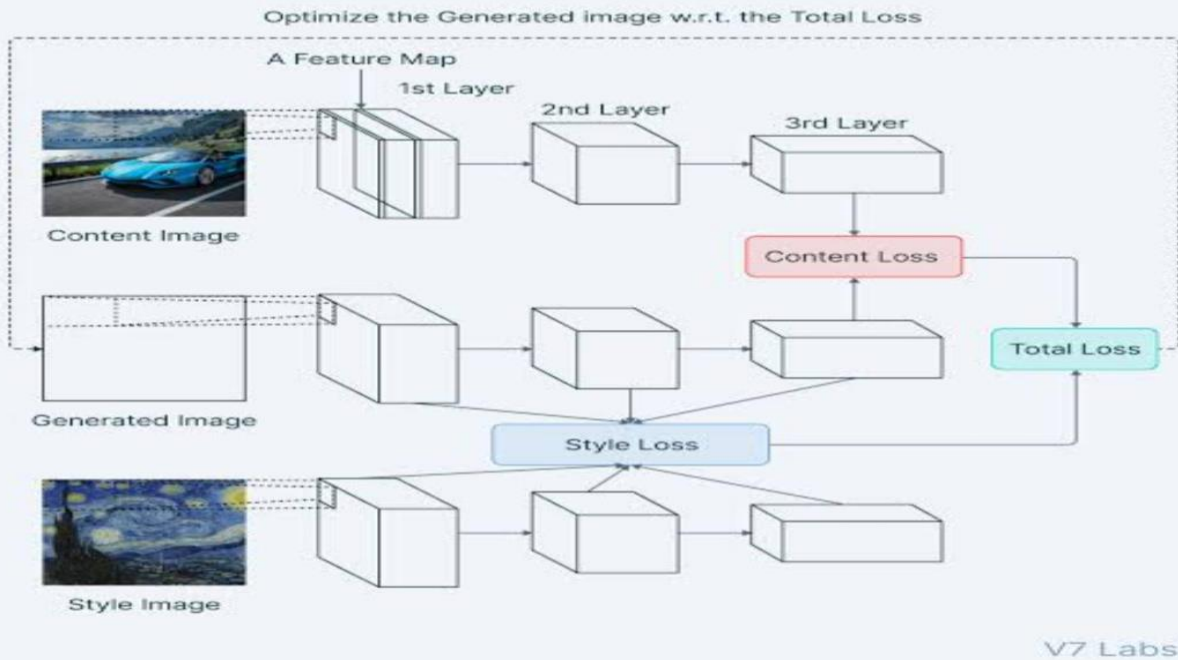 Optimize the Generated image w.r.t. the Total Loss
A Feature Map
1st Layer
2nd Layer
3rd Layer
Content Image
Content Loss
Total Loss
Generated Image
Style Loss
Style Image
V7 Labs